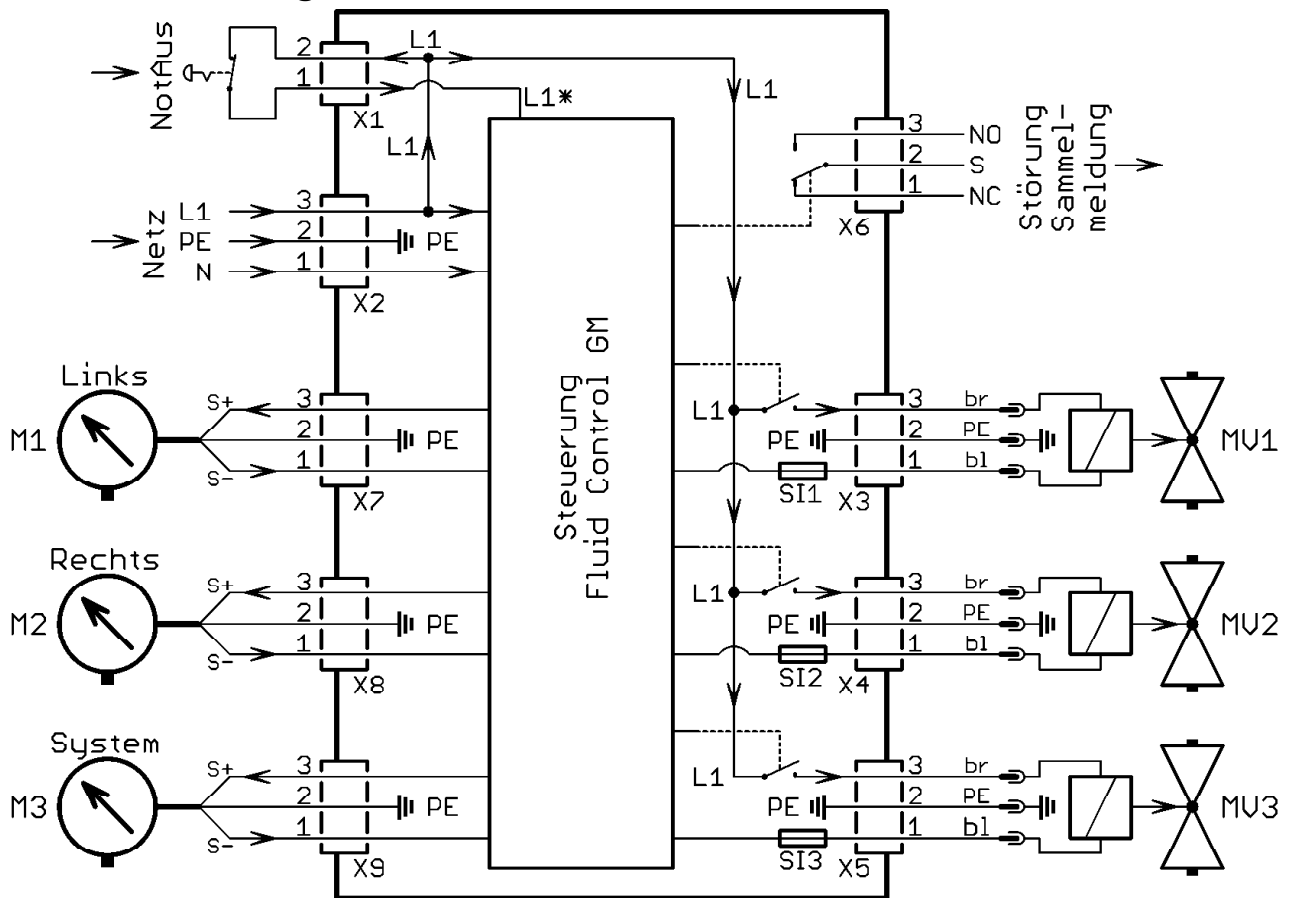 NotAus
2
1
X1
L1
L1
L1*
L1
Netz
L1
PE
N
3
2
1
PE
X2
3
2
1
NO
S
NC
X6
Störung
Sammel-
meldung
Steuerung
Fluid Control GM
Links
M1
S+
S-
3
2
1
PE
X7
L1
PE
SI1
3
2
1
X3
br
PE
bl
MV1
Rechts
M2
S+
S-
3
2
1
PE
X8
L1
PE
SI2
3
2
1
X4
br
PE
bl
MV2
System
M3
S+
S-
3
2
1
PE
X9
L1
PE
SI3
3
2
1
X5
br
PE
bl
MV3